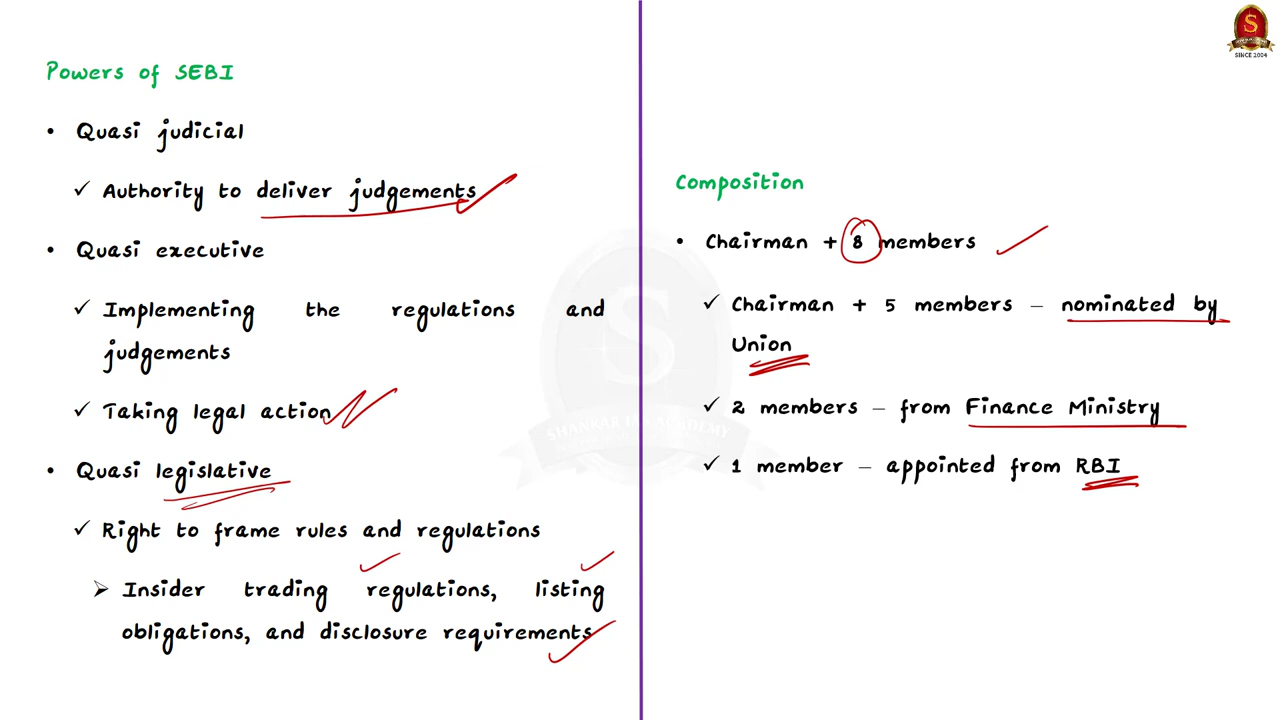 Powers of SEBI
• Quasi judicial
✓ Authority to deliver judgements
• Quasi executive
✓ Implementing the regulations and
judgements
✓ Taking legal action
• Quasi legislative
✓ Right to frame rules and regulations
➢ Insider trading regulations, listing
obligations, and disclosure requirements
Composition
• Chairman + 8 members
✓ Chairman + 5 members – nominated by
Union
✓ 2 members – from Finance Ministry
✓ 1 member – appointed from RBI
S
SINCE 2004
S
SHANKAR IAS ACADEMY